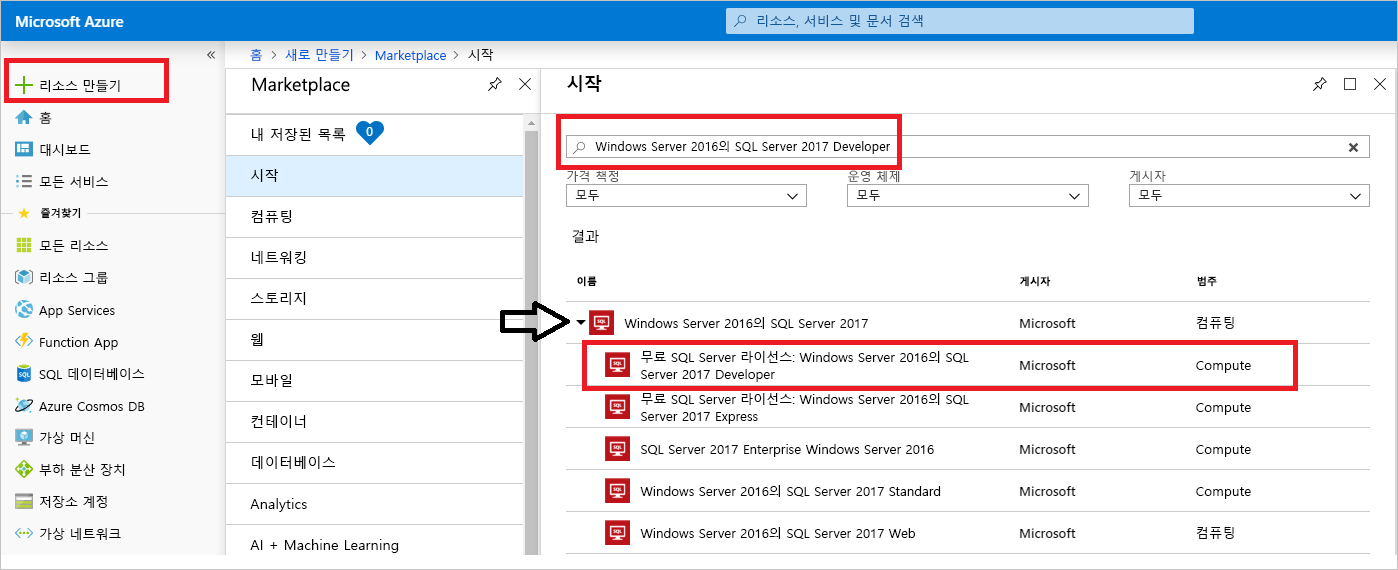 Microsoft Azure
리소스, 서비스 및 문서 검색
«
리소스 만들기
홈
대시보드
모든 서비스
즐겨찾기
모든 리소스
리소스 그룹
App Services
Function App
SQL 데이터베이스
Azure Cosmos DB
가상 머신
부하 분산 장치
저장소 계정
가상 네트워크
홈 > 새로 만들기 > Marketplace > 시작
Marketplace
내 저장된 목록 0
시작
컴퓨팅
네트워킹
스토리지
웹
모바일
컨테이너
데이터베이스
Analytics
AI + Machine Learning
시작
Windows Server 2016의 SQL Server 2017 Developer
가격 책정 운영 체제 게시자
모두 모두 모두
결과
이름 게시자 범주
Windows Server 2016의 SQL Server 2017 Microsoft 컴퓨팅
무료 SQL Server 라이선스: Windows Server 2016의 SQL
Server 2017 Developer Microsoft Compute
무료 SQL Server 라이선스: Windows Server 2016의 SQL
Server 2017 Express Microsoft Compute
SQL Server 2017 Enterprise Windows Server 2016 Microsoft Compute
Windows Server 2016의 SQL Server 2017 Standard Microsoft Compute
Windows Server 2016의 SQL Server 2017 Web Microsoft 컴퓨팅